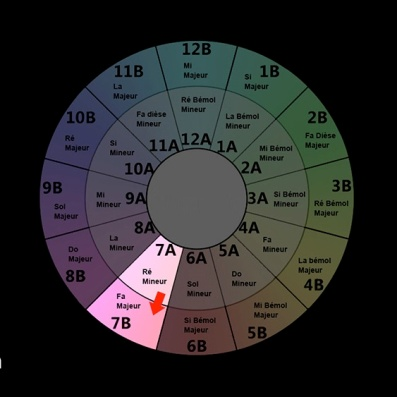 12B
Mi
Majeur
1B
Si
Majeur
2B
Fa Dièse
Majeur
3B
Ré Bémol
Majeur
La bémol
Majeur
4B
Mi Bémol
Majeur
5B
Si Bémol
Majeur
6B
Fa
Majeur
7B
Do
Majeur
8B
9B
Sol
Majeur
10B
Ré
Majeur
11B
La
Majeur
Ré Bémol
Mineur
12A
La Bémol
Mineur
1A
Mi Bémol
Mineur
2A
3A
Si Bémol
Mineur
4A
Fa
Mineur
5A
Do
Mineur
6A
Sol
Mineur
7A
Ré
Mineur
8A
La
Mineur
Mi
Mineur
9A
Si
Mineur
10A
Fa dièse
Mineur
11A